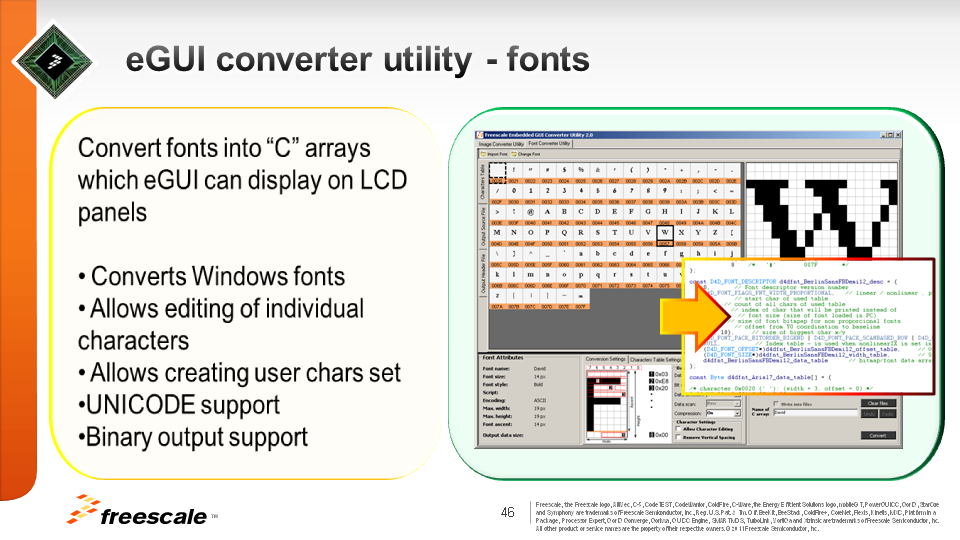 eGUI converter utility - fonts
Convert fonts into “C” arrays
which eGUI can display on LCD
panels
• Converts Windows fonts
• Allows editing of individual
characters
• Allows creating user chars set
•UNICODE support
•Binary output support
Freescale Embedded GUI Converter Utility 2.0
Image Converter Utility Font Converter Utility
Import Font Change Font
Characters Table
Output Source File
Output Header File
! " # $ % & ' ( ) * + , - .
/ 0 1 2 3 4 5 6 7 8 9 : ; < =
> ? @ A B C D E F G H I J K L
M N O P Q R S T U V W X Y Z [
\ ] ^ _ ` a b c d e f g h i j
k l m n o p q r s t u v
z { | } ~
const D4D_FONT_DESCRIPTOR d4dfnt_BerlinSansFBDemi12_desc = {
// Font descriptor version number
D4D_FONT_FLAGS_FNT_WIDTH_PROPORTIONAL, // linear / nonlinear
// start char of used table
// count of all chars of used table
// index of char that will be printed instead of
// font size (size of font loaded in PC)
// size of font bitmap for non proporcional fonts
// offset from Y0 coordination to baseline
// size of biggest char x/y
// Index table - is used when nonlinearIX is set in
(D4D_FONT_OFFSET*)d4dfnt_BerlinSansFBDemi12_offset_table,
(D4D_FONT_SIZE*)d4dfnt_BerlinSansFBDemi12_width_table,
d4dfnt_BerlinSansFBDemi12_data_table // bitmap/font data array
};
const Byte d4dfnt_Arial7_data_table[] = {
/* character 0x0020 (' '): (width = 3, offset = 0) */
Font Attributes
Font name: David
Font size: 14 px
Font style: Bold
Script:
Encoding: ASCII
Max. width: 19 px
Max. height: 19 px
Font ascent: 14 px
Output data size:
Conversion Settings Characters Table Settings
0x03
0xE8
0x20
0x00
Data scan:
Compression: On
Character Settings
Allow Character Editing
Remove Vertical Spacing
Write into files
Name of
C array: David
Clear files
Undo Redo
Convert
freescale ™
46
Freescale, the Freescale logo, AltiVec, C-5, CodeTEST, CodeWarrior, ColdFire, C-Ware, the Energy Efficient Solutions logo, mobileGT, PowerQUICC, QorIQ, StarCore
and Symphony are trademarks of Freescale Semiconductor, Inc., Reg. U.S. Pat. & Tm. Off. BeeKit, BeeStack, ColdFire+, CoreNet, Flexis, Kinetis, MXC, Platform in a
Package, Processor Expert, QorIQ Qonverge, Qorivva, QUICC Engine, SMARTMOS, TurboLink, VortiQa and Xtrinsic are trademarks of Freescale Semiconductor, Inc.
All other product or service names are the property of their respective owners. © 2011 Freescale Semiconductor, Inc.